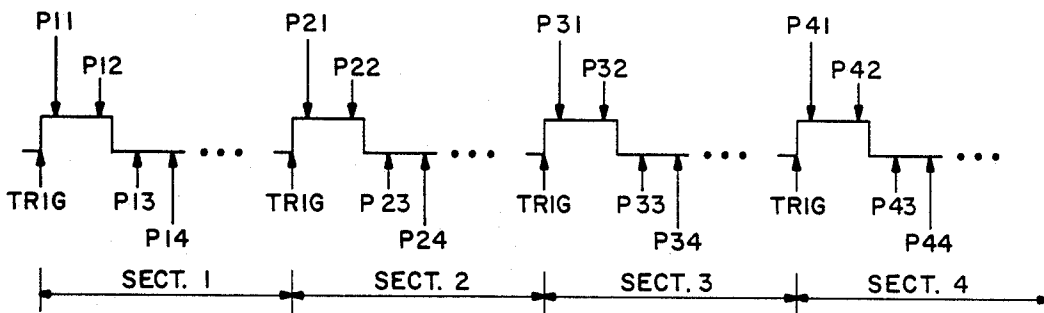 P11 P21 P31 P41
P12 P22 P32 P42
TRIG P13 TRIG P23 TRIG P33 TRIG P43
P14 P24 P34 P44
SECT. 1 SECT. 2 SECT. 3 SECT. 4